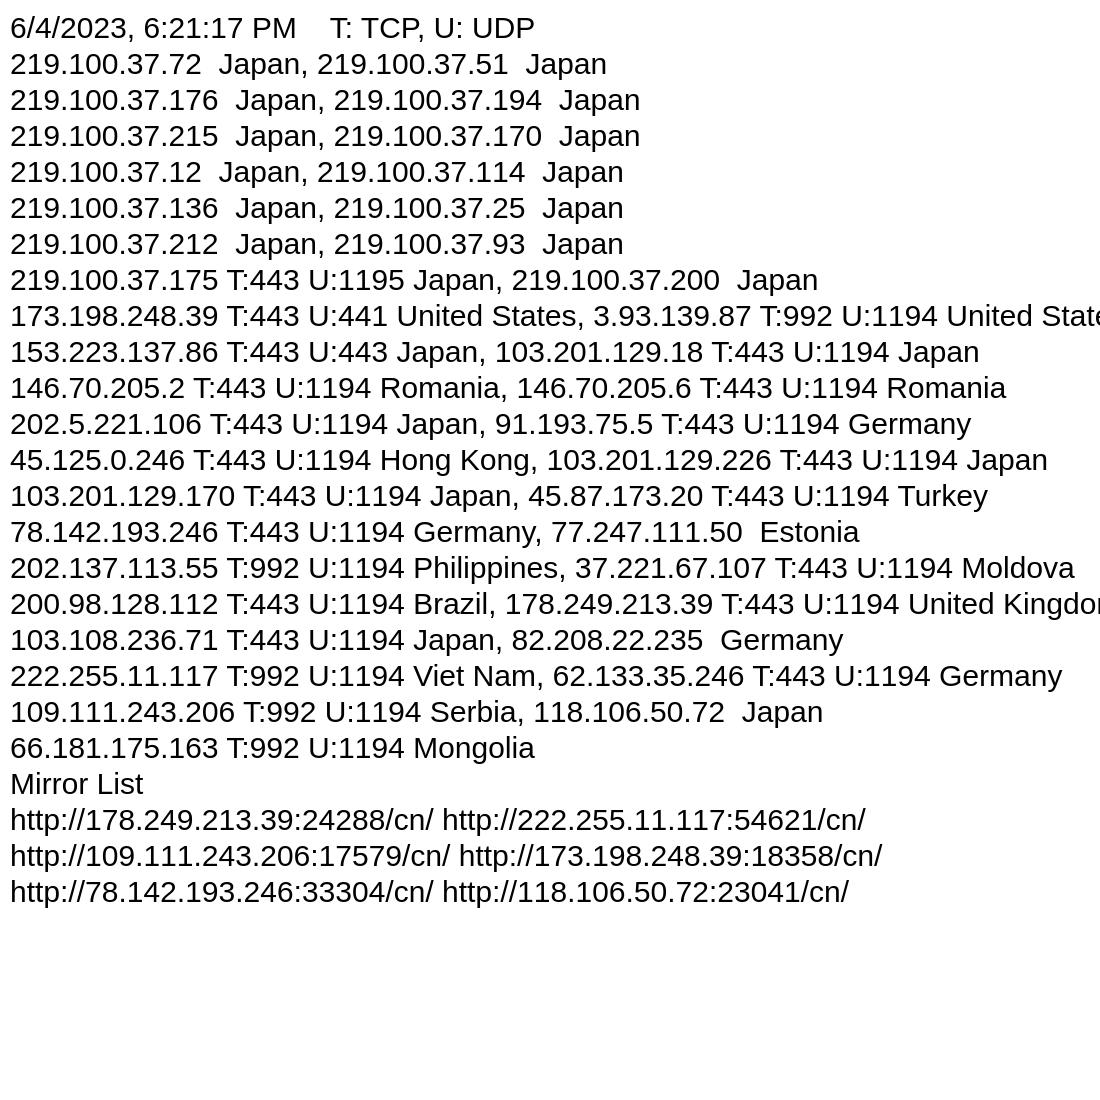 6/4/2023, 6:21:17 PM    T: TCP, U: UDP
219.100.37.72  Japan, 219.100.37.51  Japan
219.100.37.176  Japan, 219.100.37.194  Japan
219.100.37.215  Japan, 219.100.37.170  Japan
219.100.37.12  Japan, 219.100.37.114  Japan
219.100.37.136  Japan, 219.100.37.25  Japan
219.100.37.212  Japan, 219.100.37.93  Japan
219.100.37.175 T:443 U:1195 Japan, 219.100.37.200  Japan
173.198.248.39 T:443 U:441 United States, 3.93.139.87 T:992 U:1194 United State
153.223.137.86 T:443 U:443 Japan, 103.201.129.18 T:443 U:1194 Japan
146.70.205.2 T:443 U:1194 Romania, 146.70.205.6 T:443 U:1194 Romania
202.5.221.106 T:443 U:1194 Japan, 91.193.75.5 T:443 U:1194 Germany
45.125.0.246 T:443 U:1194 Hong Kong, 103.201.129.226 T:443 U:1194 Japan
103.201.129.170 T:443 U:1194 Japan, 45.87.173.20 T:443 U:1194 Turkey
78.142.193.246 T:443 U:1194 Germany, 77.247.111.50  Estonia
202.137.113.55 T:992 U:1194 Philippines, 37.221.67.107 T:443 U:1194 Moldova
200.98.128.112 T:443 U:1194 Brazil, 178.249.213.39 T:443 U:1194 United Kingdo
103.108.236.71 T:443 U:1194 Japan, 82.208.22.235  Germany
222.255.11.117 T:992 U:1194 Viet Nam, 62.133.35.246 T:443 U:1194 Germany
109.111.243.206 T:992 U:1194 Serbia, 118.106.50.72  Japan
66.181.175.163 T:992 U:1194 Mongolia
Mirror List
http://178.249.213.39:24288/cn/ http://222.255.11.117:54621/cn/
http://109.111.243.206:17579/cn/ http://173.198.248.39:18358/cn/
http://78.142.193.246:33304/cn/ http://118.106.50.72:23041/cn/